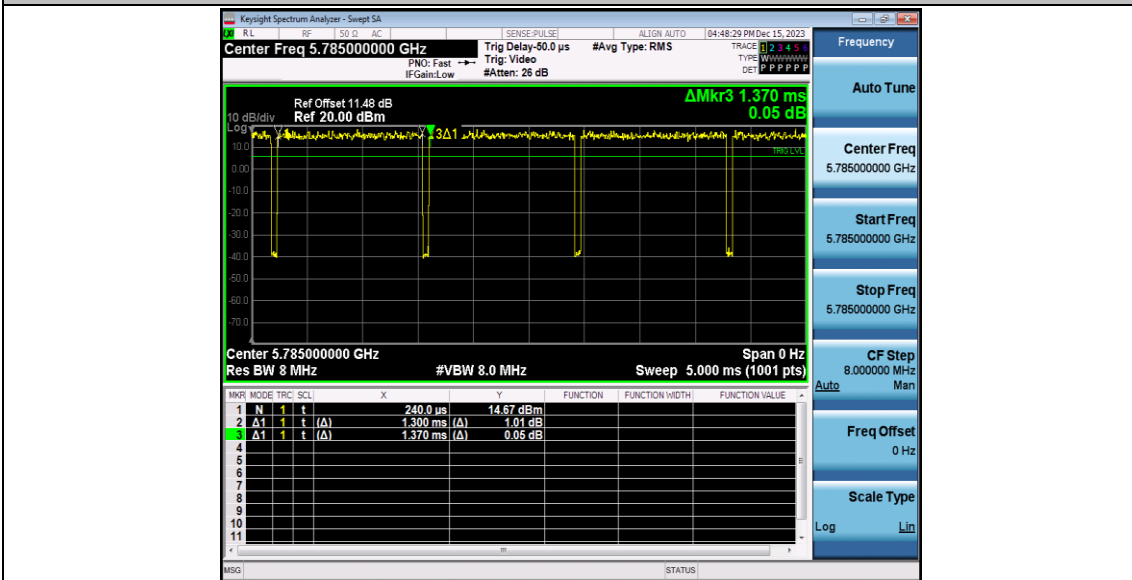 Keysight Spectrum Analyzer - Swept SA
RL RF 50 Ω AC SENSE:PULSE ALIGN AUTO 04:48:29 PM Dec 15, 2023
Center Freq 5.785000000 GHz
PNO: Fast
IFGain:Low
Trig Delay-50.0 µs
Trig: Video
#Atten: 26 dB
#Avg Type: RMS
TRACE 1 2 3 4 5 6
TYPE WWWWWW
DET P P P P P P
Frequency
Auto Tune
Center Freq
5.785000000 GHz
Start Freq
5.785000000 GHz
Stop Freq
5.785000000 GHz
CF Step
8.000000 MHz
Auto Man
Freq Offset
0 Hz
Scale Type
Log Lin
ΔMkr3 1.370 ms
0.05 dB
Ref Offset 11.48 dB
10 dB/div Ref 20.00 dBm
Log
3Δ1
TRIG LVL
10.0
0.00
-10.0
-20.0
-30.0
-40.0
-50.0
-60.0
-70.0
Center 5.785000000 GHz Span 0 Hz
Res BW 8 MHz #VBW 8.0 MHz Sweep 5.000 ms (1001 pts)
MKR MODE TRC SCL X Y FUNCTION FUNCTION WIDTH FUNCTION VALUE
1 N 1 t 240.0 µs 14.67 dBm
2 Δ1 1 t (Δ) 1.300 ms (Δ) 1.01 dB
3 Δ1 1 t (Δ) 1.370 ms (Δ) 0.05 dB
4
5
6
7
8
9
10
11
MSG STATUS